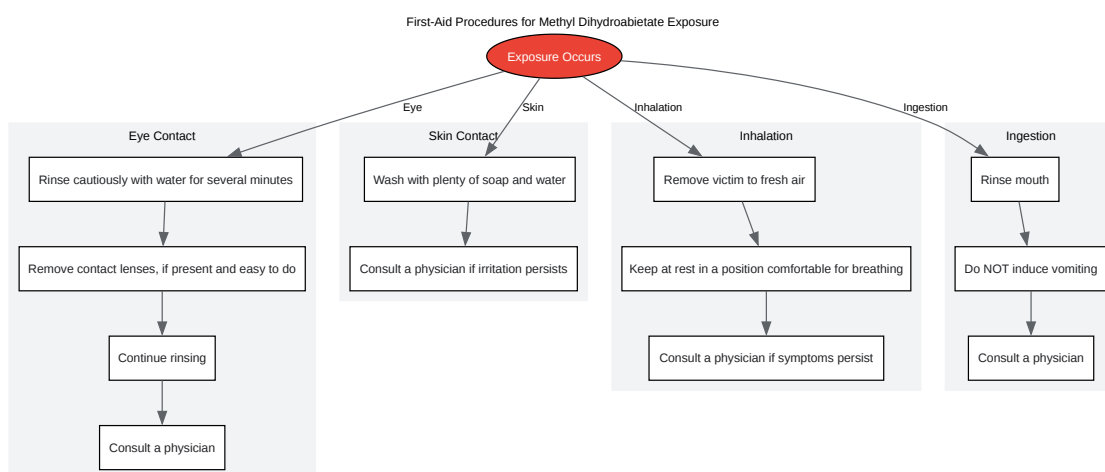 First-Aid Procedures for Methyl Dihydroabietate Exposure
Exposure Occurs
Eye
Skin
Inhalation
Ingestion
Eye Contact
Rinse cautiously with water for several minutes
Remove contact lenses, if present and easy to do
Continue rinsing
Consult a physician
Skin Contact
Wash with plenty of soap and water
Consult a physician if irritation persists
Inhalation
Remove victim to fresh air
Keep at rest in a position comfortable for breathing
Consult a physician if symptoms persist
Ingestion
Rinse mouth
Do NOT induce vomiting
Consult a physician